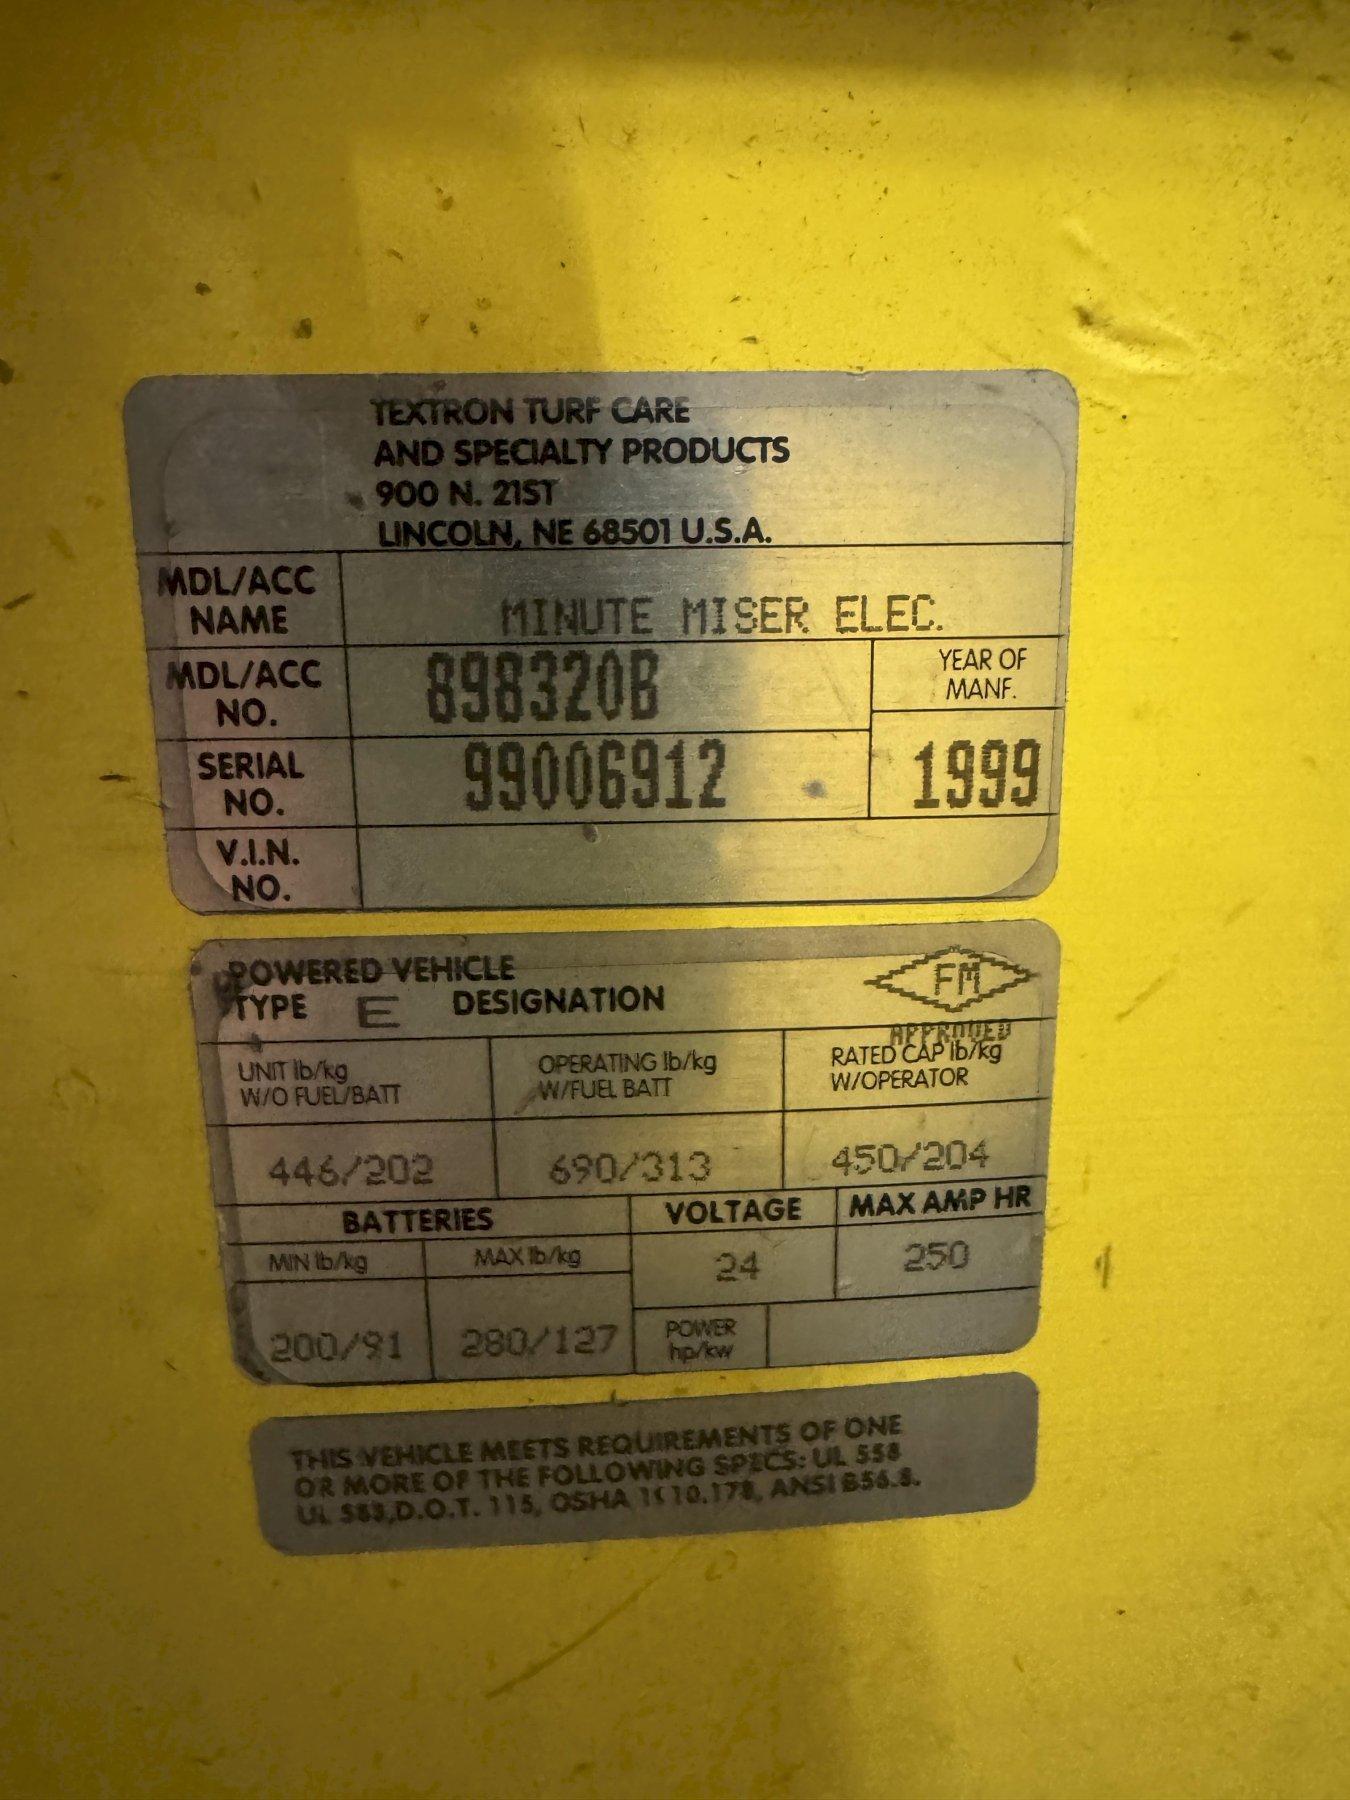 TEXTRON TURF CARE
AND SPECIALTY PRODUCTS
900 N. 21ST
LINCOLN, NE 68501 U.S.A.
MDL/ACC NAME
MINUTE MISER ELEC.
MDL/ACC NO.
898320B
YEAR OF MANF.
1999
SERIAL NO.
99006912
V.I.N. NO.
POWERED VEHICLE
TYPE E DESIGNATION
FM
APPROVED
UNIT lb/kg
W/O FUEL/BATT
OPERATING lb/kg
W/FUEL BATT
RATED CAP lb/kg
W/OPERATOR
446/202
690/313
450/204
BATTERIES
VOLTAGE
MAX AMP HR
MIN lb/kg
MAX lb/kg
24
250
200/91
280/127
POWER
hp/kw
THIS VEHICLE MEETS REQUIREMENTS OF ONE
OR MORE OF THE FOLLOWING SPECS: UL 558
UL 583, D.O.T. 115, OSHA 1910.178, ANSI B56.8.